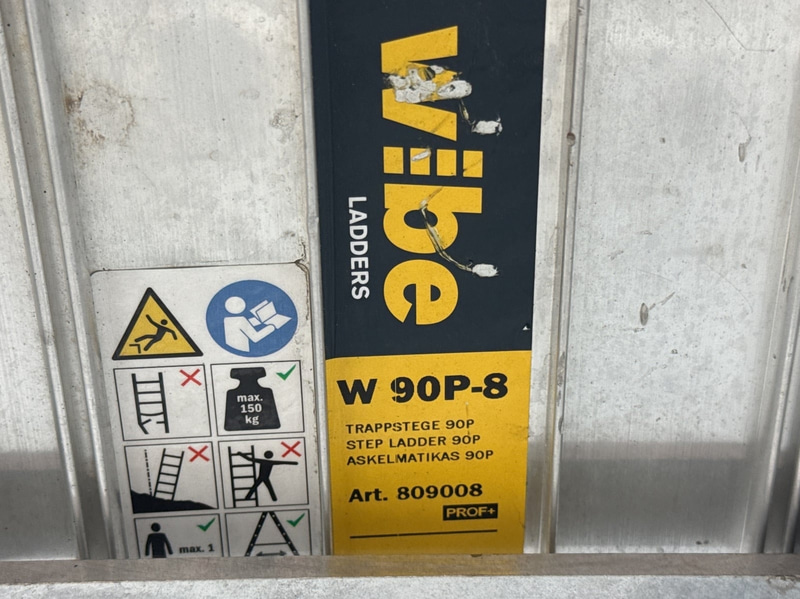 wibe
LADDERS
W 90P-8
TRAPPSTEGE 90P
STEP LADDER 90P
ASKELMATIKAS 90P
Art. 809008
PROF+
max.
150
kg
max. 1